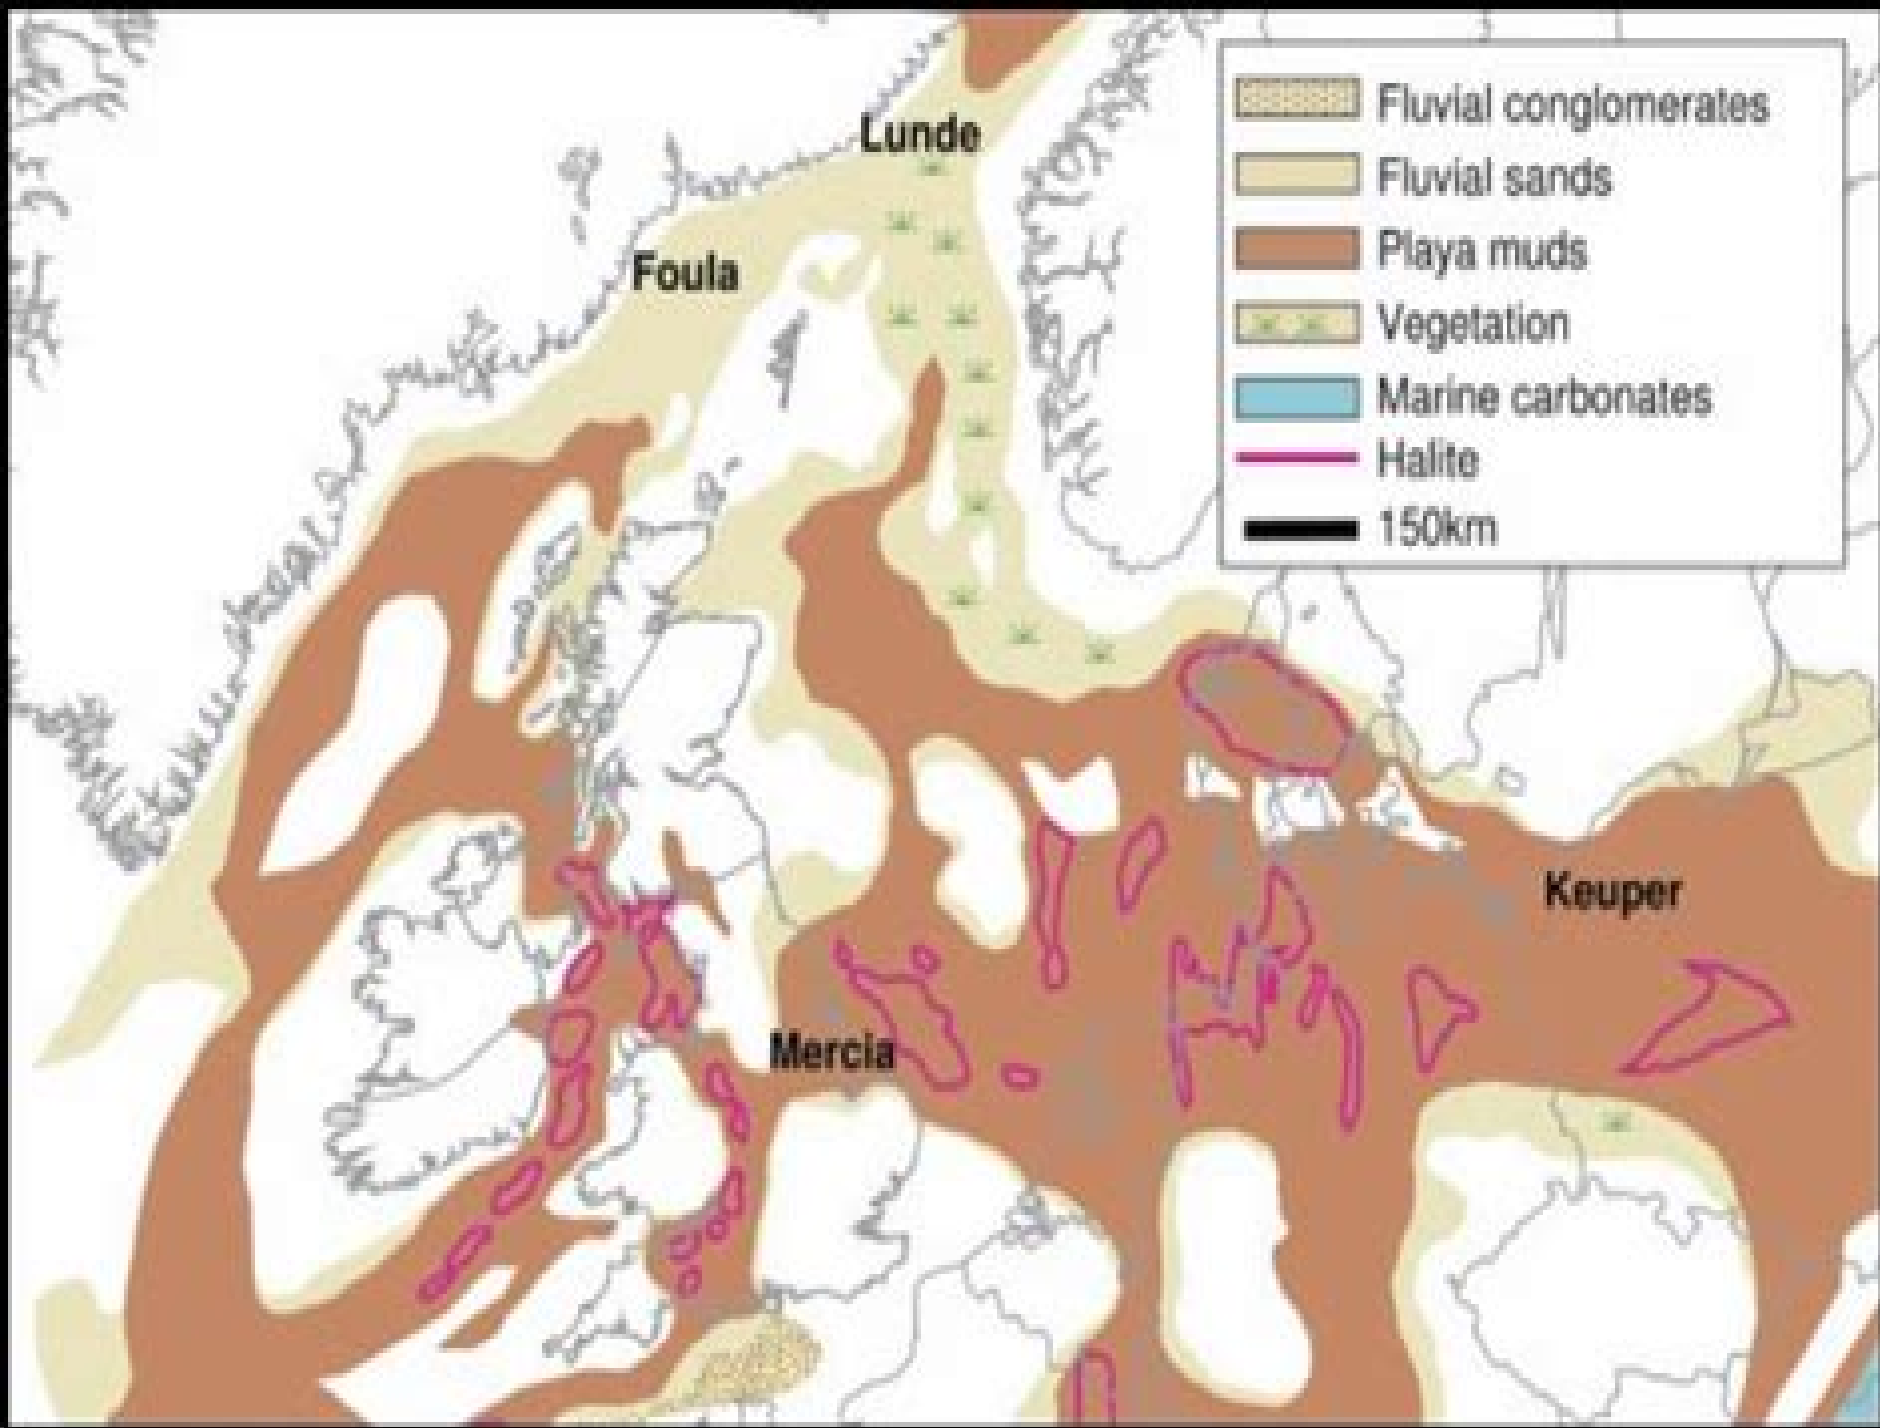 Lunde
Foula
Fluvial conglomerates
Fluvial sands
Playa muds
Vegetation
Marine carbonates
Halite
150km
Keuper
Mercia